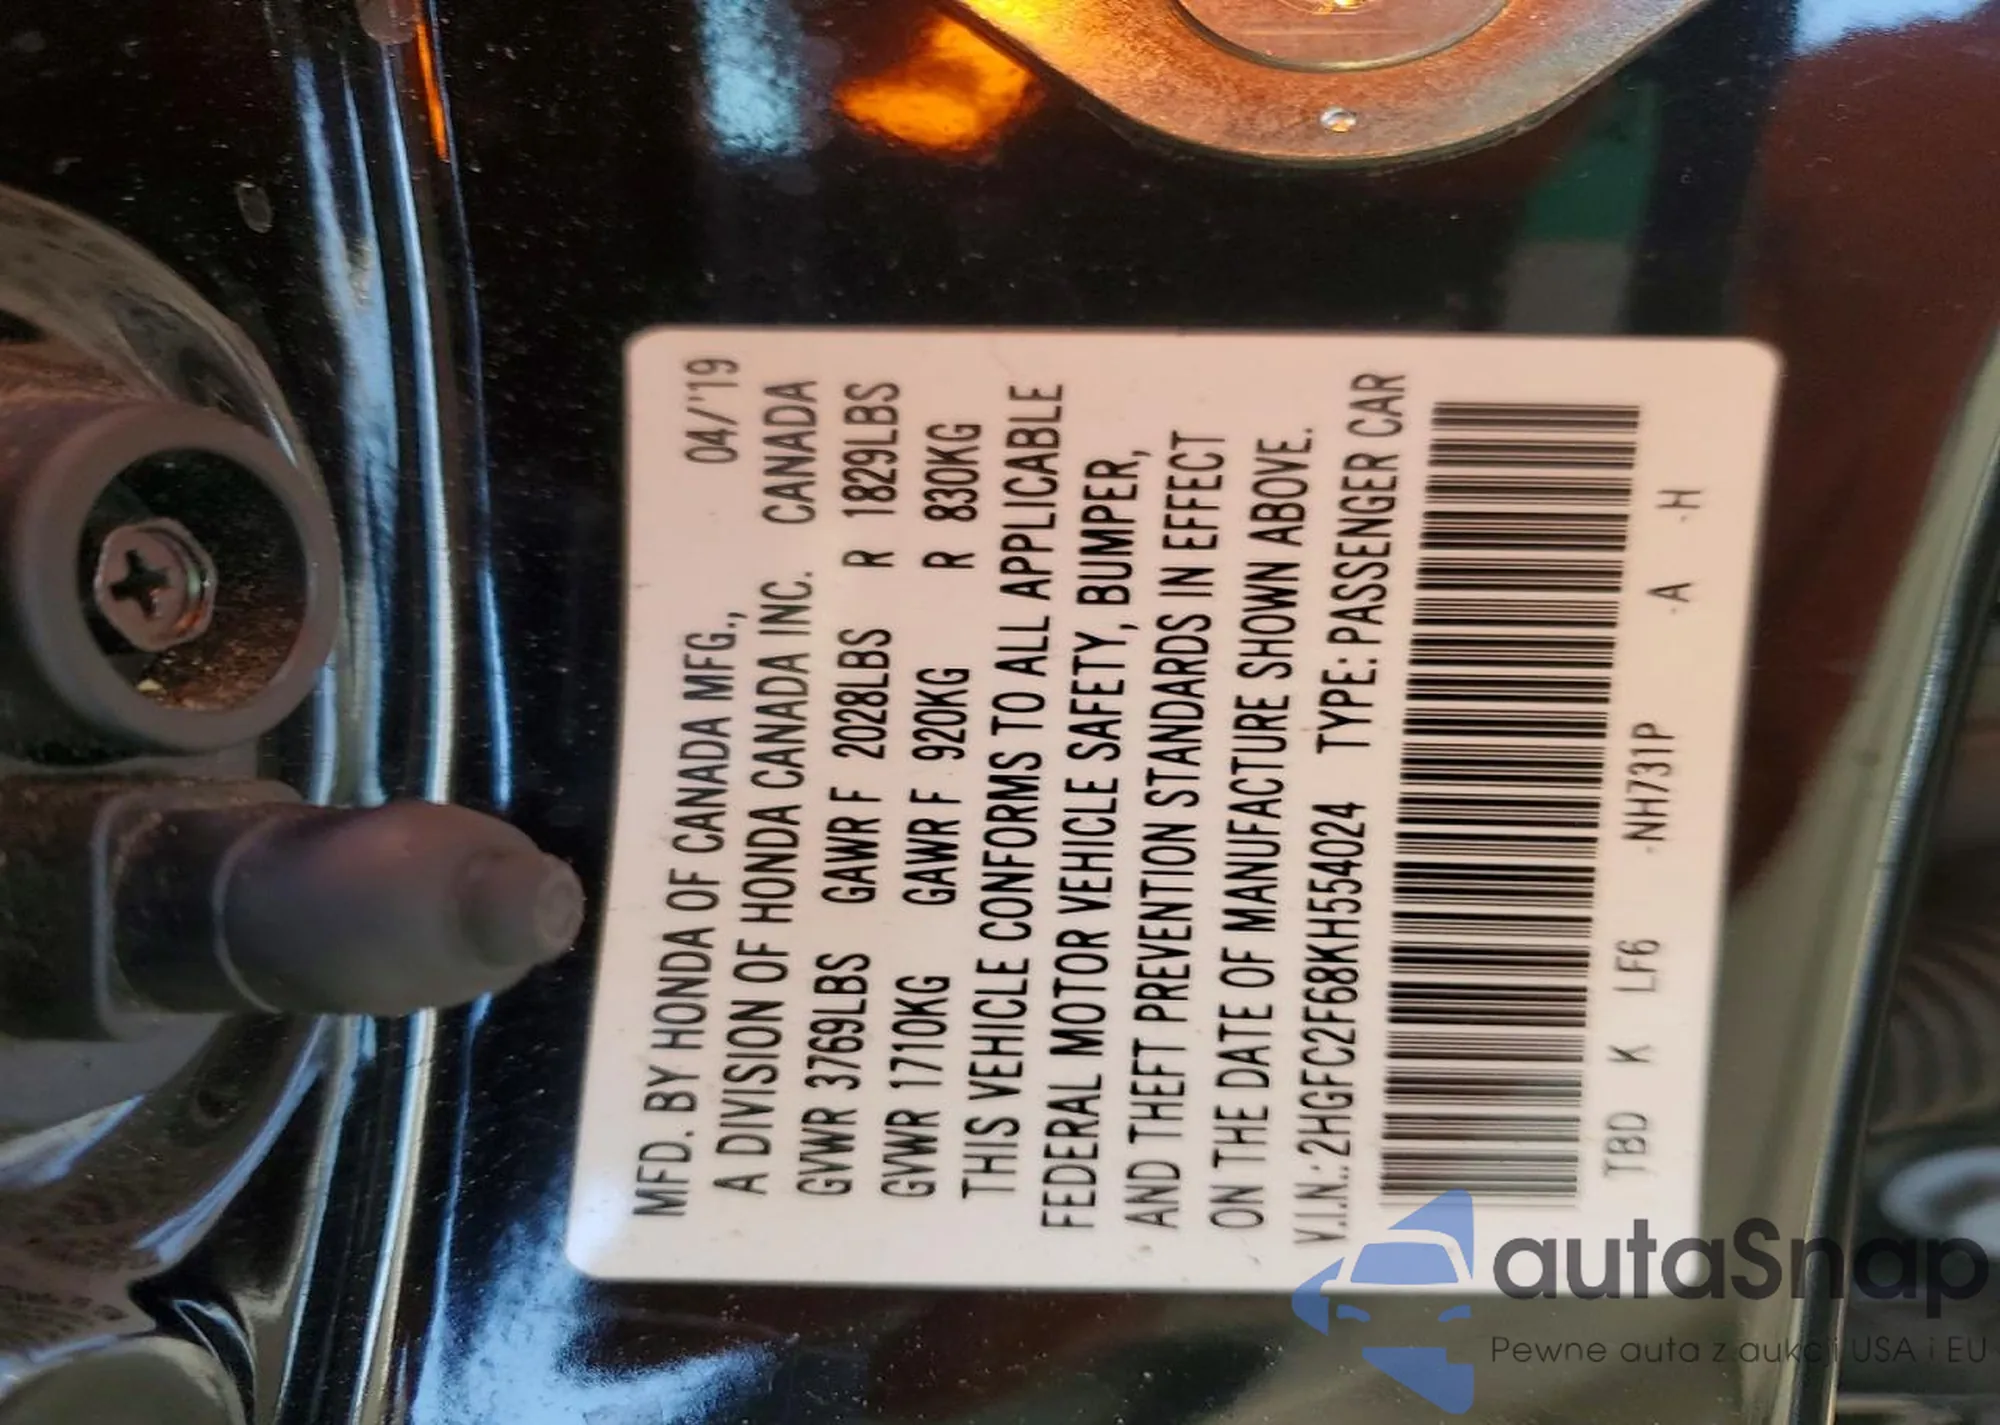 04/'19
MFD. BY HONDA OF CANADA MFG.,
A DIVISION OF HONDA CANADA INC. CANADA
GVWR 3769LBS GAWR F 2028LBS R 1829LBS
GVWR 1710KG GAWR F 920KG R 830KG
THIS VEHICLE CONFORMS TO ALL APPLICABLE
FEDERAL MOTOR VEHICLE SAFETY, BUMPER,
AND THEFT PREVENTION STANDARDS IN EFFECT
ON THE DATE OF MANUFACTURE SHOWN ABOVE.
V.I.N.: 2HGFC2F68KH554024 TYPE: PASSENGER CAR
TBD K LF6 -NH731P -A -H
autaSnap
Pewne auta z aukcji USA i EU